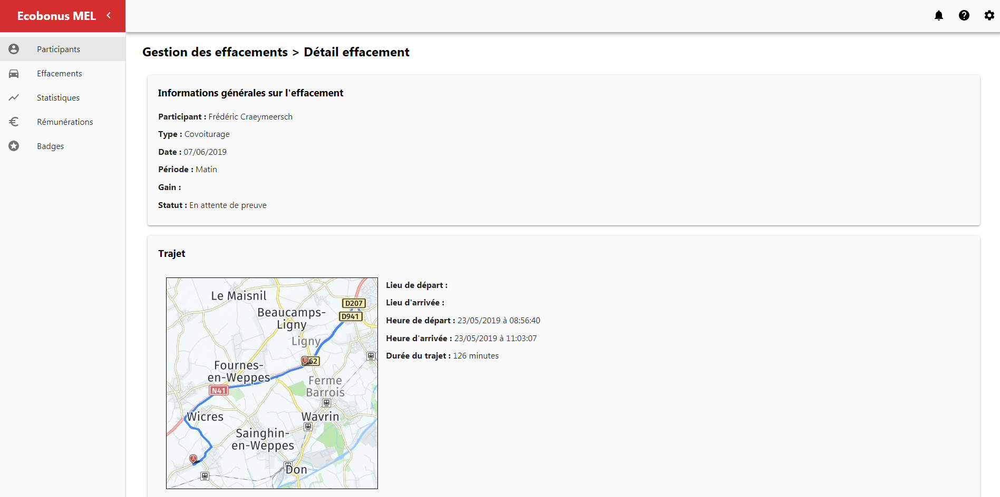 Ecobonus MEL
Participants
Effacements
Statistiques
Rémunérations
Badges
Gestion des effacements > Détail effacement
Informations générales sur l'effacement
Participant : Frédéric Craeymeersch
Type : Covoiturage
Date : 07/06/2019
Période : Matin
Gain :
Statut : En attente de preuve
Trajet
Le Maisnil
Beaucamps-
Ligny
Ligny
D207
D941
B
62
Fournes-
en-Weppes
N41
Ferme
Barrois
Wicres
Wavrin
Sainghin-
en-Weppes
A
Don
Lieu de départ :
Lieu d'arrivée :
Heure de départ : 23/05/2019 à 08:56:40
Heure d'arrivée : 23/05/2019 à 11:03:07
Durée du trajet : 126 minutes